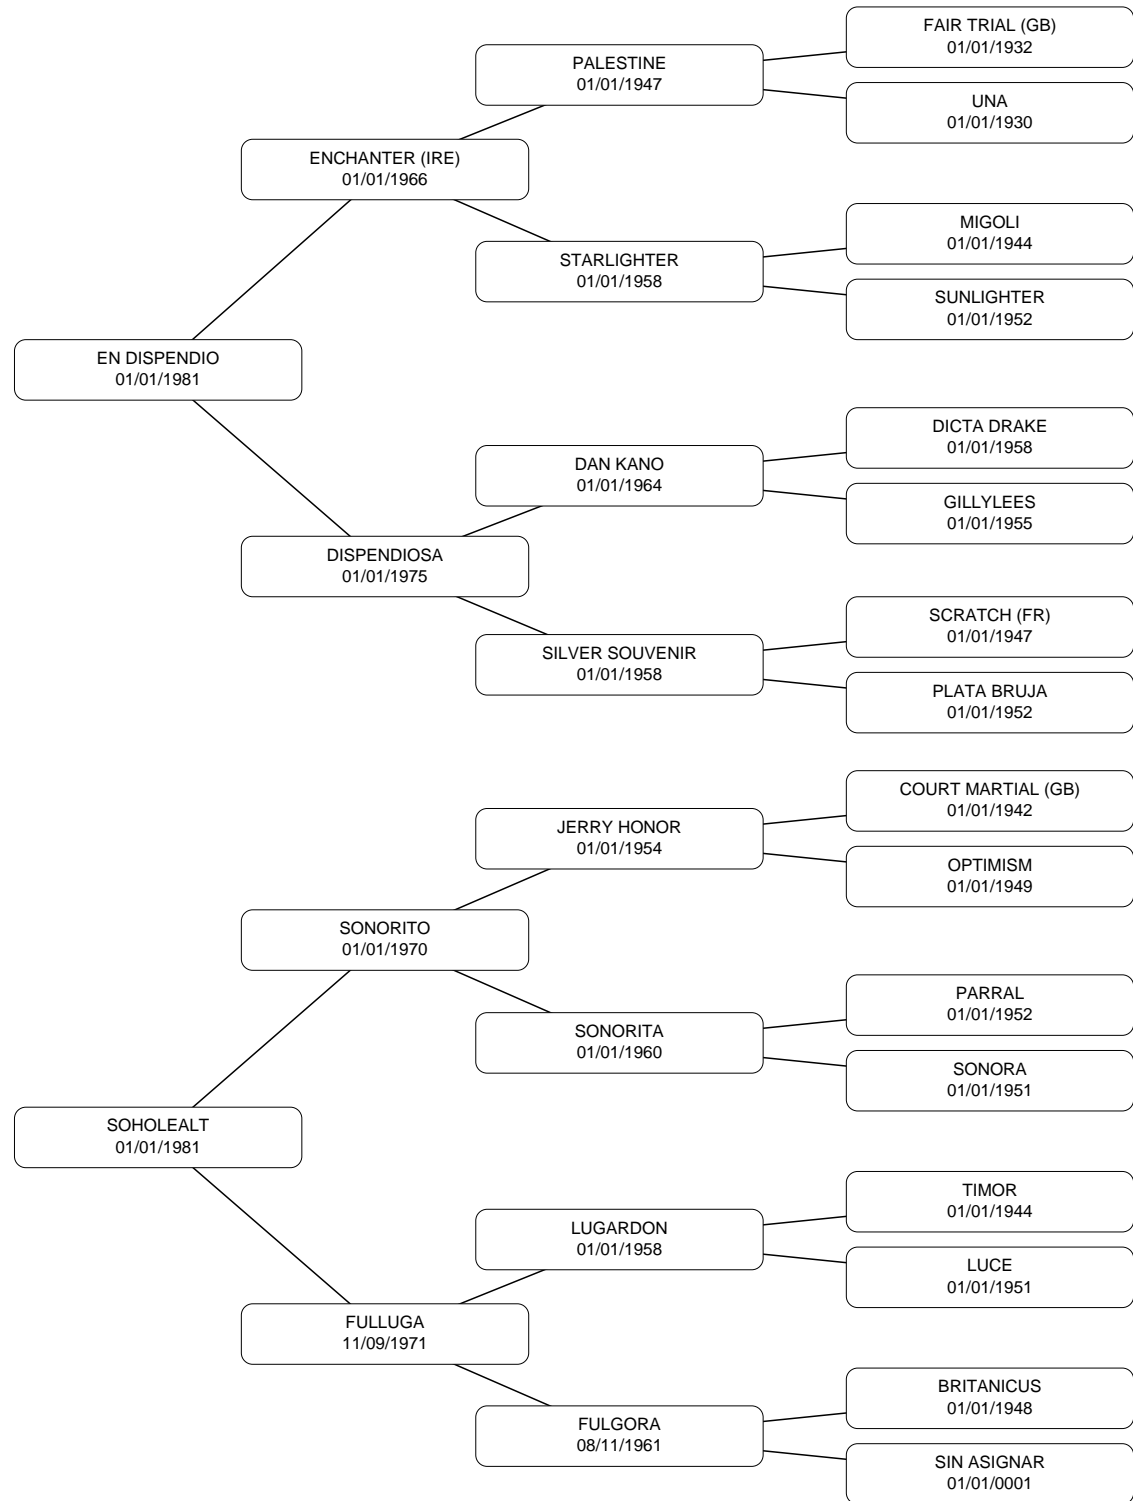 FAIR TRIAL (GB)
01/01/1932
PALESTINE
01/01/1947
UNA
01/01/1930
ENCHANTER (IRE)
01/01/1966
MIGOLI
01/01/1944
STARLIGHTER
01/01/1958
SUNLIGHTER
01/01/1952
EN DISPENDIO
01/01/1981
DICTA DRAKE
01/01/1958
DAN KANO
01/01/1964
GILLYLEES
01/01/1955
DISPENDIOSA
01/01/1975
SCRATCH (FR)
01/01/1947
SILVER SOUVENIR
01/01/1958
PLATA BRUJA
01/01/1952
COURT MARTIAL (GB)
01/01/1942
JERRY HONOR
01/01/1954
OPTIMISM
01/01/1949
SONORITO
01/01/1970
PARRAL
01/01/1952
SONORITA
01/01/1960
SONORA
01/01/1951
SOHOLEALT
01/01/1981
TIMOR
01/01/1944
LUGARDON
01/01/1958
LUCE
01/01/1951
FULLUGA
11/09/1971
BRITANICUS
01/01/1948
FULGORA
08/11/1961
SIN ASIGNAR
01/01/0001